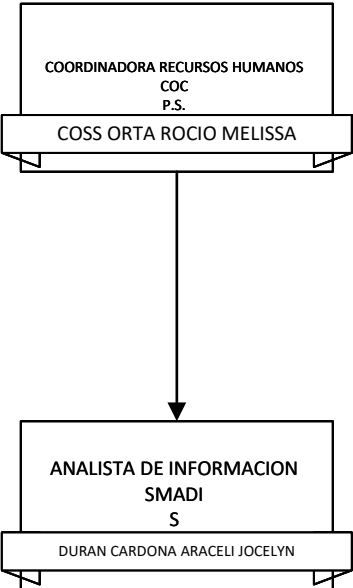 COORDINADORA RECURSOS HUMANOS
COC
P.S.
COSS ORTA ROCIO MELISSA
ANALISTA DE INFORMACION
SMADI
S
DURAN CARDONA ARACELI JOCELYN